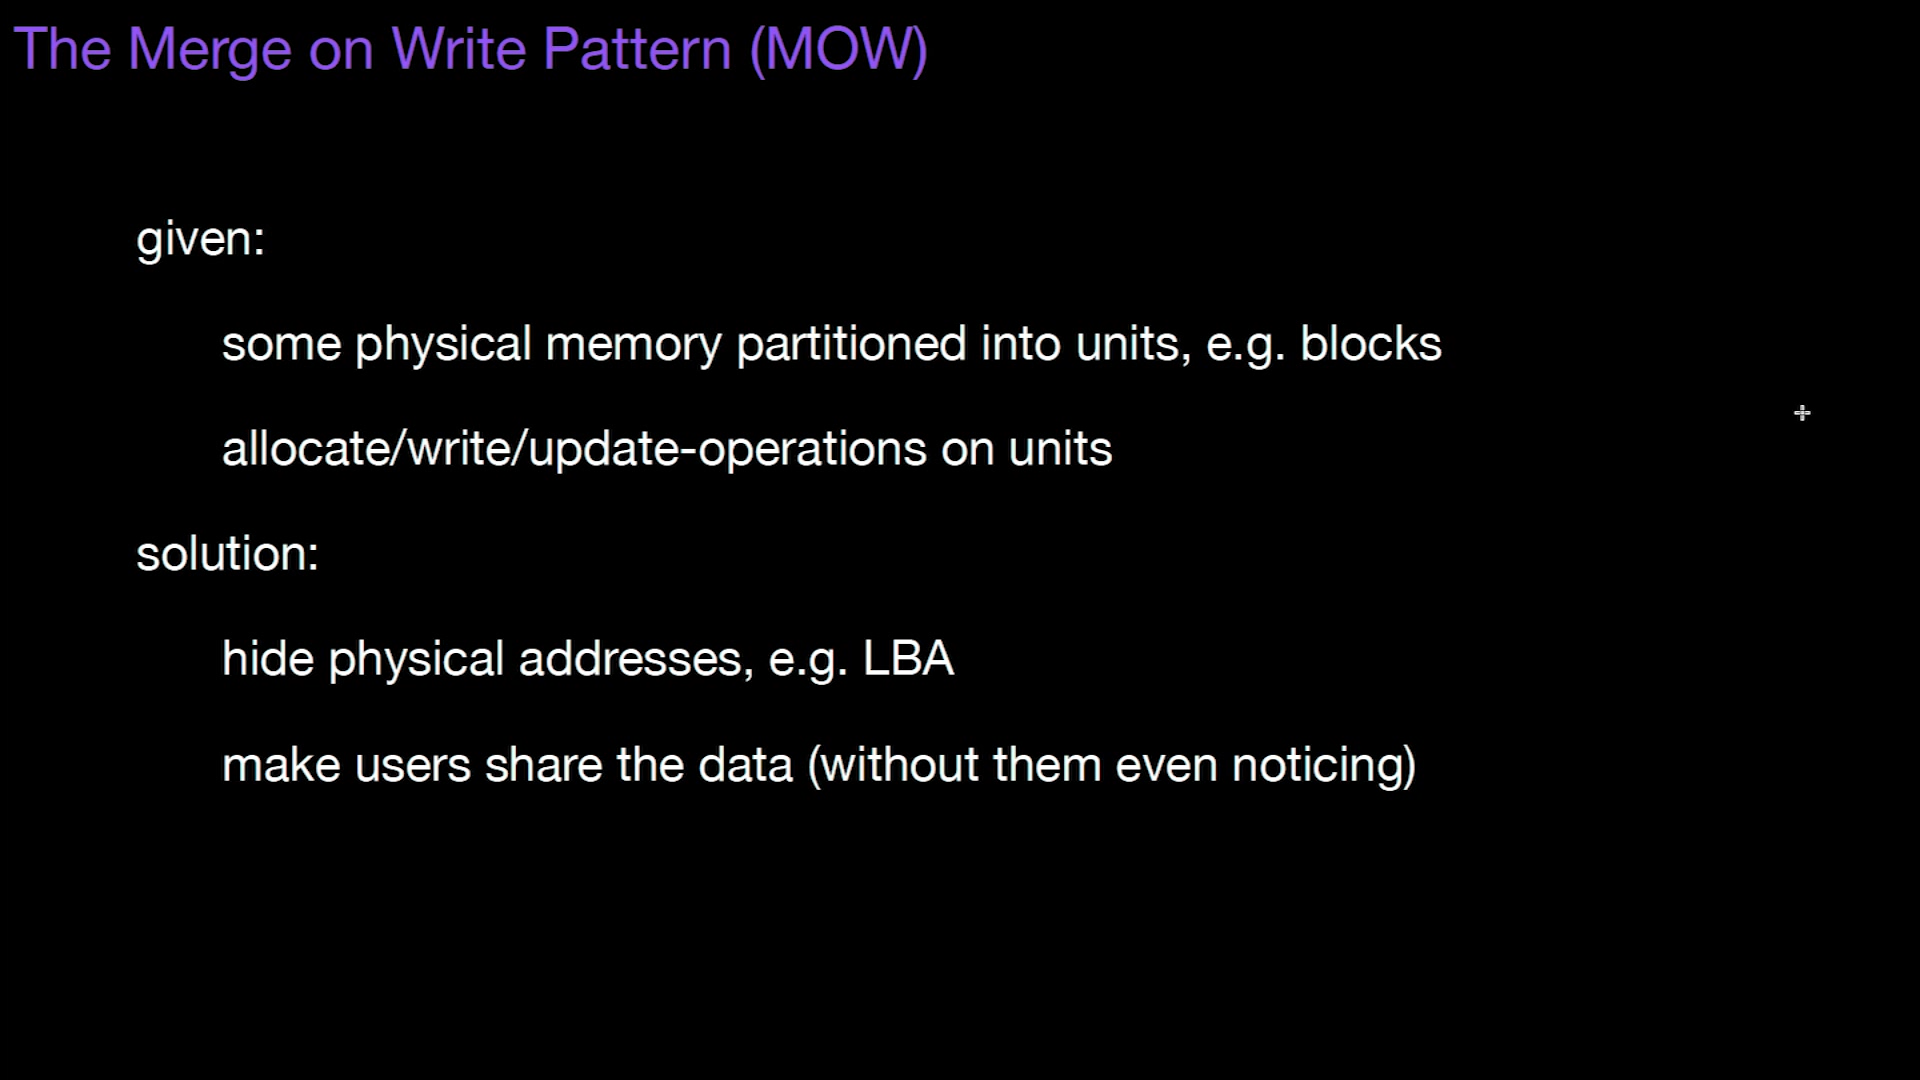 The Merge on Write Pattern (MOW)
given:
some physical memory partitioned into units, e.g. blocks
allocate/write/update-operations on units
solution:
hide physical addresses, e.g. LBA
make users share the data (without them even noticing)